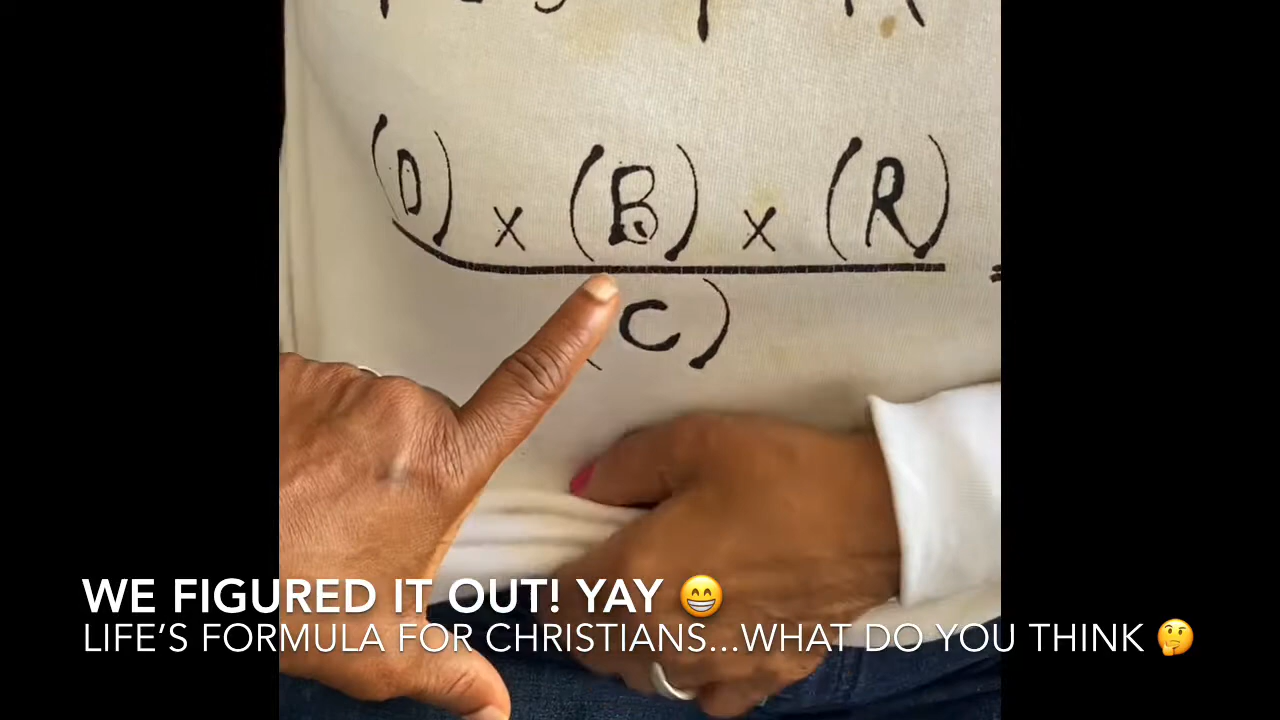 (D) x (B) x (R)
(C)
WE FIGURED IT OUT! YAY 😁
LIFE'S FORMULA FOR CHRISTIANS...WHAT DO YOU THINK 🤔